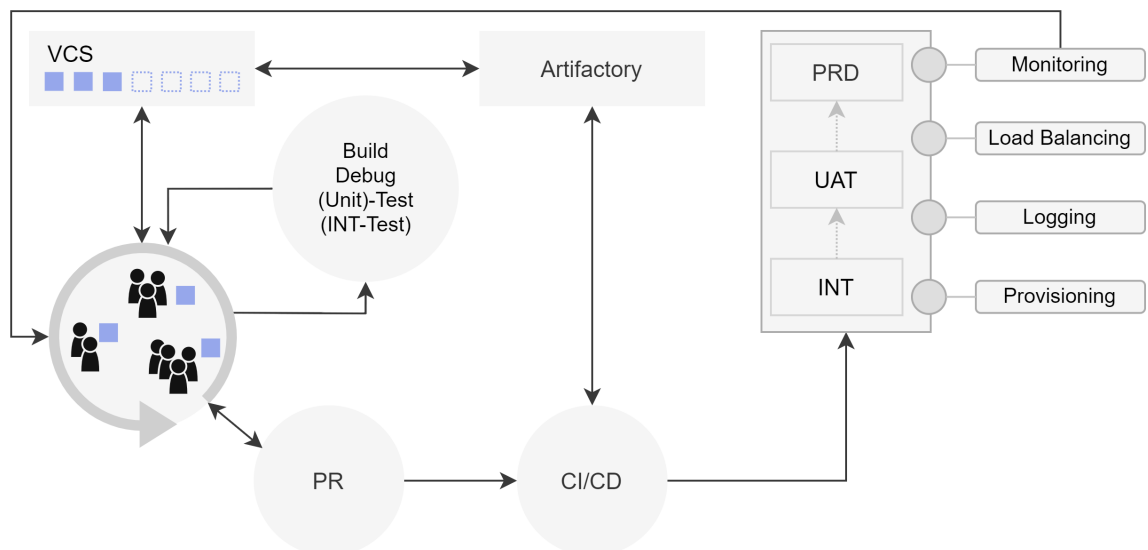 VCS
Artifactory
Build
Debug
(Unit)-Test
(INT-Test)
PR
CI/CD
PRD
UAT
INT
Monitoring
Load Balancing
Logging
Provisioning